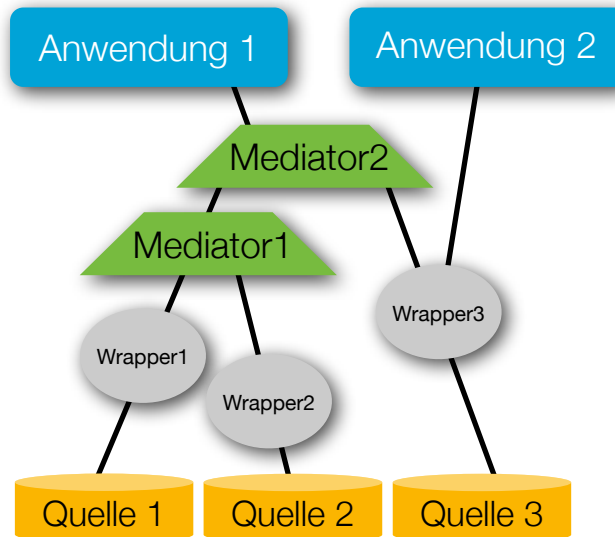 Anwendung 1
Anwendung 2
Mediator2
Mediator1
Wrapper3
Wrapper1
Wrapper2
Quelle 1
Quelle 2
Quelle 3